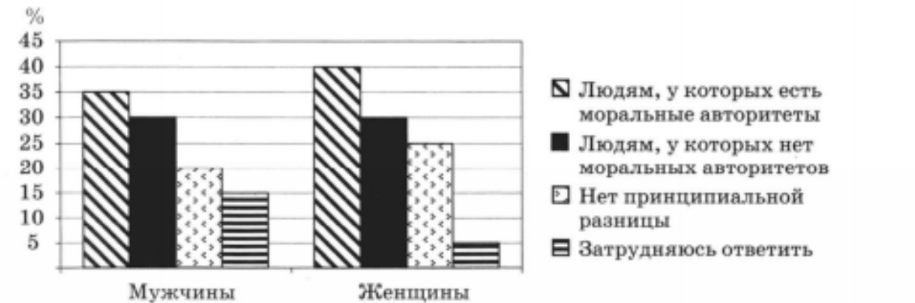 %
45
40
35
30
25
20
15
10
5
Мужчины
Женщины
Людям, у которых есть
моральные авторитеты
Людям, у которых нет
моральных авторитетов
Нет принципиальной
разницы
Затрудняюсь ответить